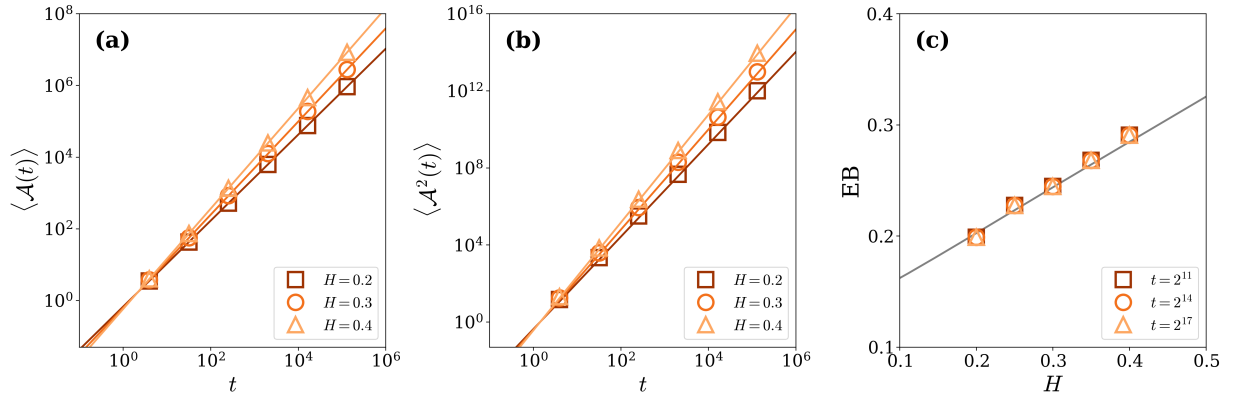 (a)
⟨𝒜(t)⟩
10^8
10^6
10^4
10^2
10^0
10^0 10^2 10^4 10^6
t
H = 0.2
H = 0.3
H = 0.4
(b)
⟨𝒜^2(t)⟩
10^16
10^12
10^8
10^4
10^0
10^0 10^2 10^4 10^6
t
H = 0.2
H = 0.3
H = 0.4
(c)
EB
0.4
0.3
0.2
0.1
0.1 0.2 0.3 0.4 0.5
H
t = 2^11
t = 2^14
t = 2^17